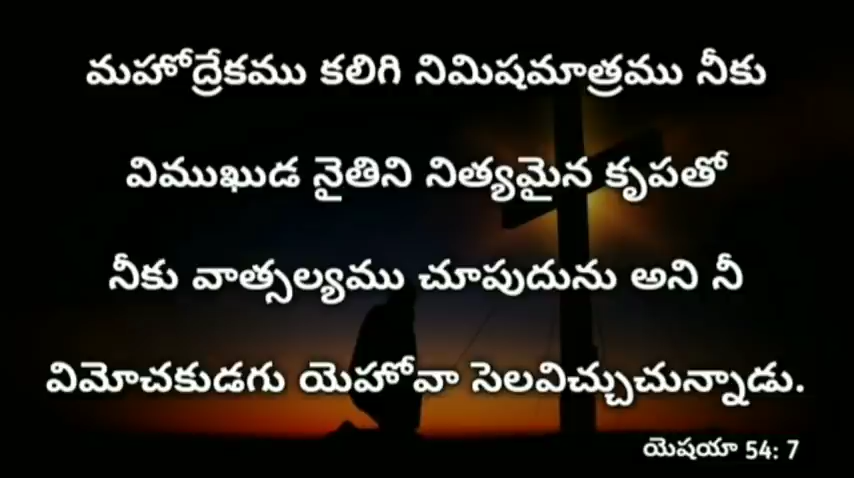 మహోద్రేకము కలిగి నిమిషమాత్రము నీకు
విముఖుడ నైతిని నిత్యమైన కృపతో
నీకు వాత్సల్యము చూపుదును అని నీ
విమోచకుడగు యెహోవా సెలవిచ్చుచున్నాడు.
యెషయా 54: 7